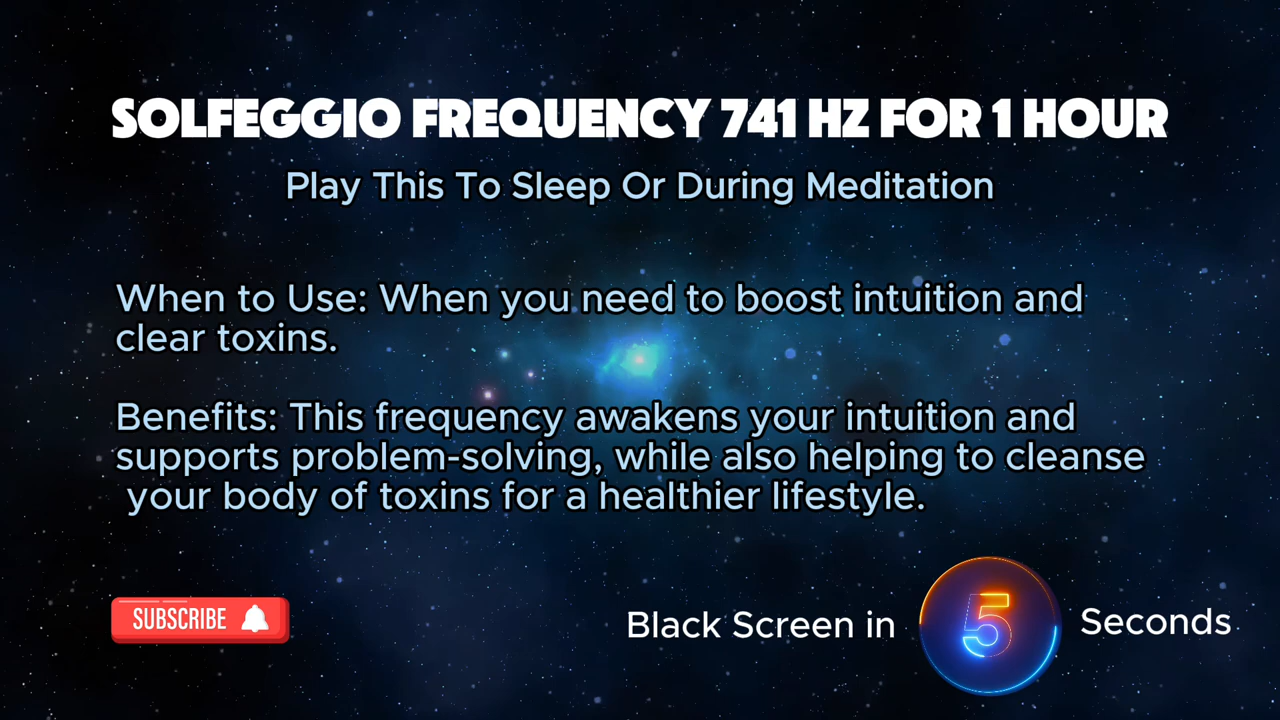 SOLFEGGIO FREQUENCY 741 HZ FOR 1 HOUR
Play This To Sleep Or During Meditation
When to Use: When you need to boost intuition and
clear toxins.
Benefits: This frequency awakens your intuition and
supports problem-solving, while also helping to cleanse
your body of toxins for a healthier lifestyle.
SUBSCRIBE
Black Screen in 5 Seconds